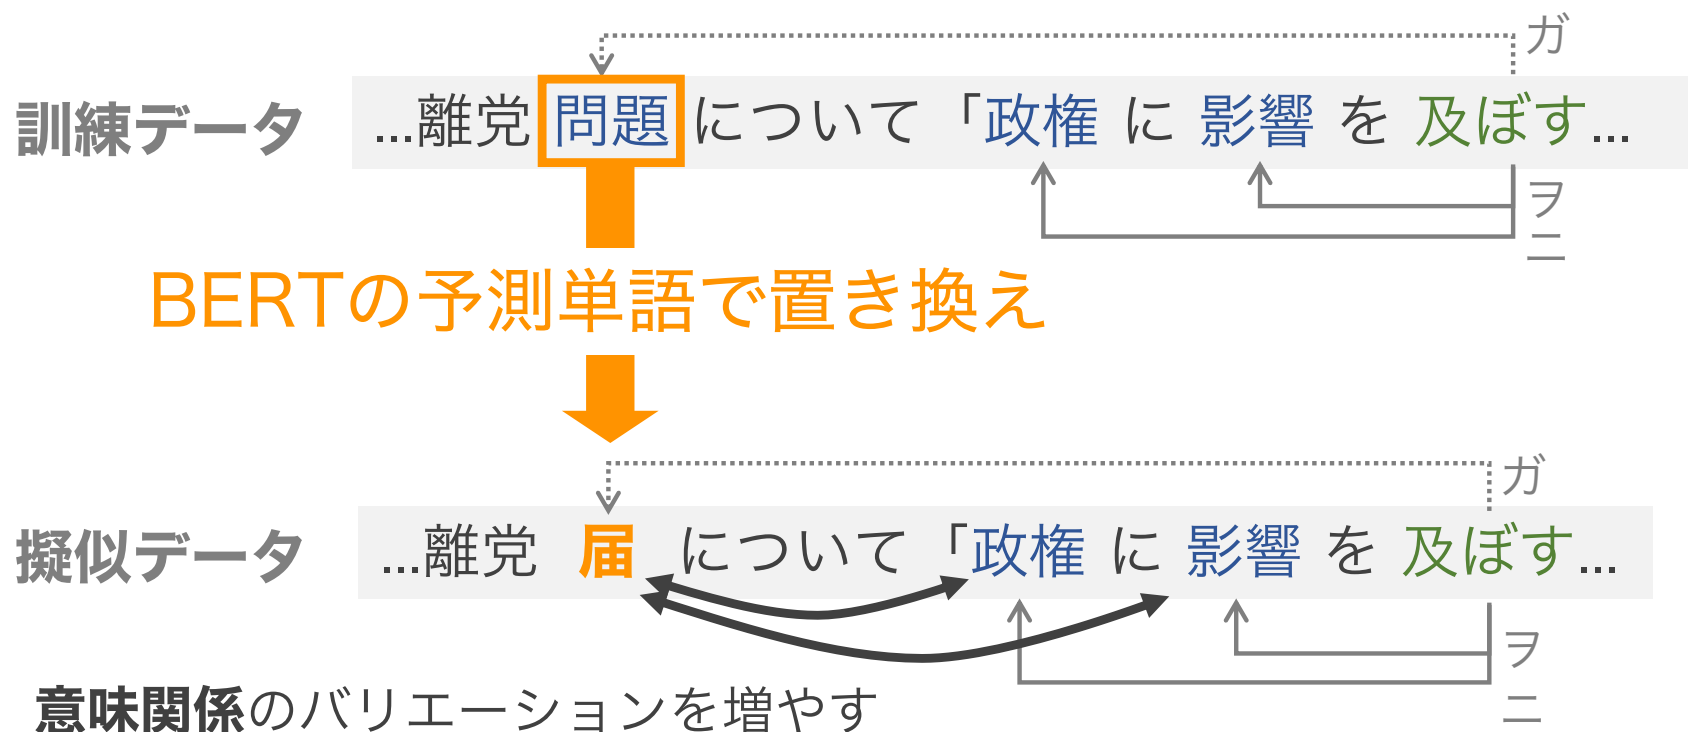 ガ
訓練データ ...離党 問題 について「政権 に 影響 を 及ぼす...
ヲ
ニ
BERTの予測単語で置き換え
ガ
擬似データ ...離党 届 について「政権 に 影響 を 及ぼす...
ヲ
ニ
意味関係のバリエーションを増やす